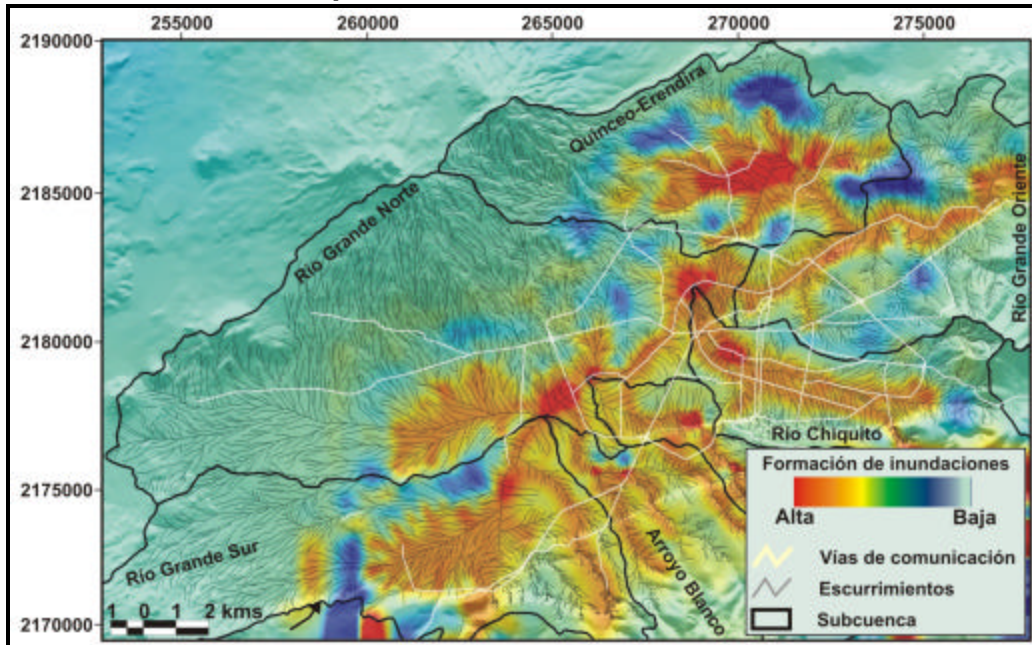 255000 260000 265000 270000 275000
2190000
2185000
2180000
2175000
2170000
Quinceo-Erendira
Río Grande Norte
Río Grande Oriente
Río Chiquito
Arroyo Blanco
Río Grande Sur
1 0 1 2 kms
Formación de inundaciones
Alta Baja
Vías de comunicación
Escurrimientos
Subcuenca